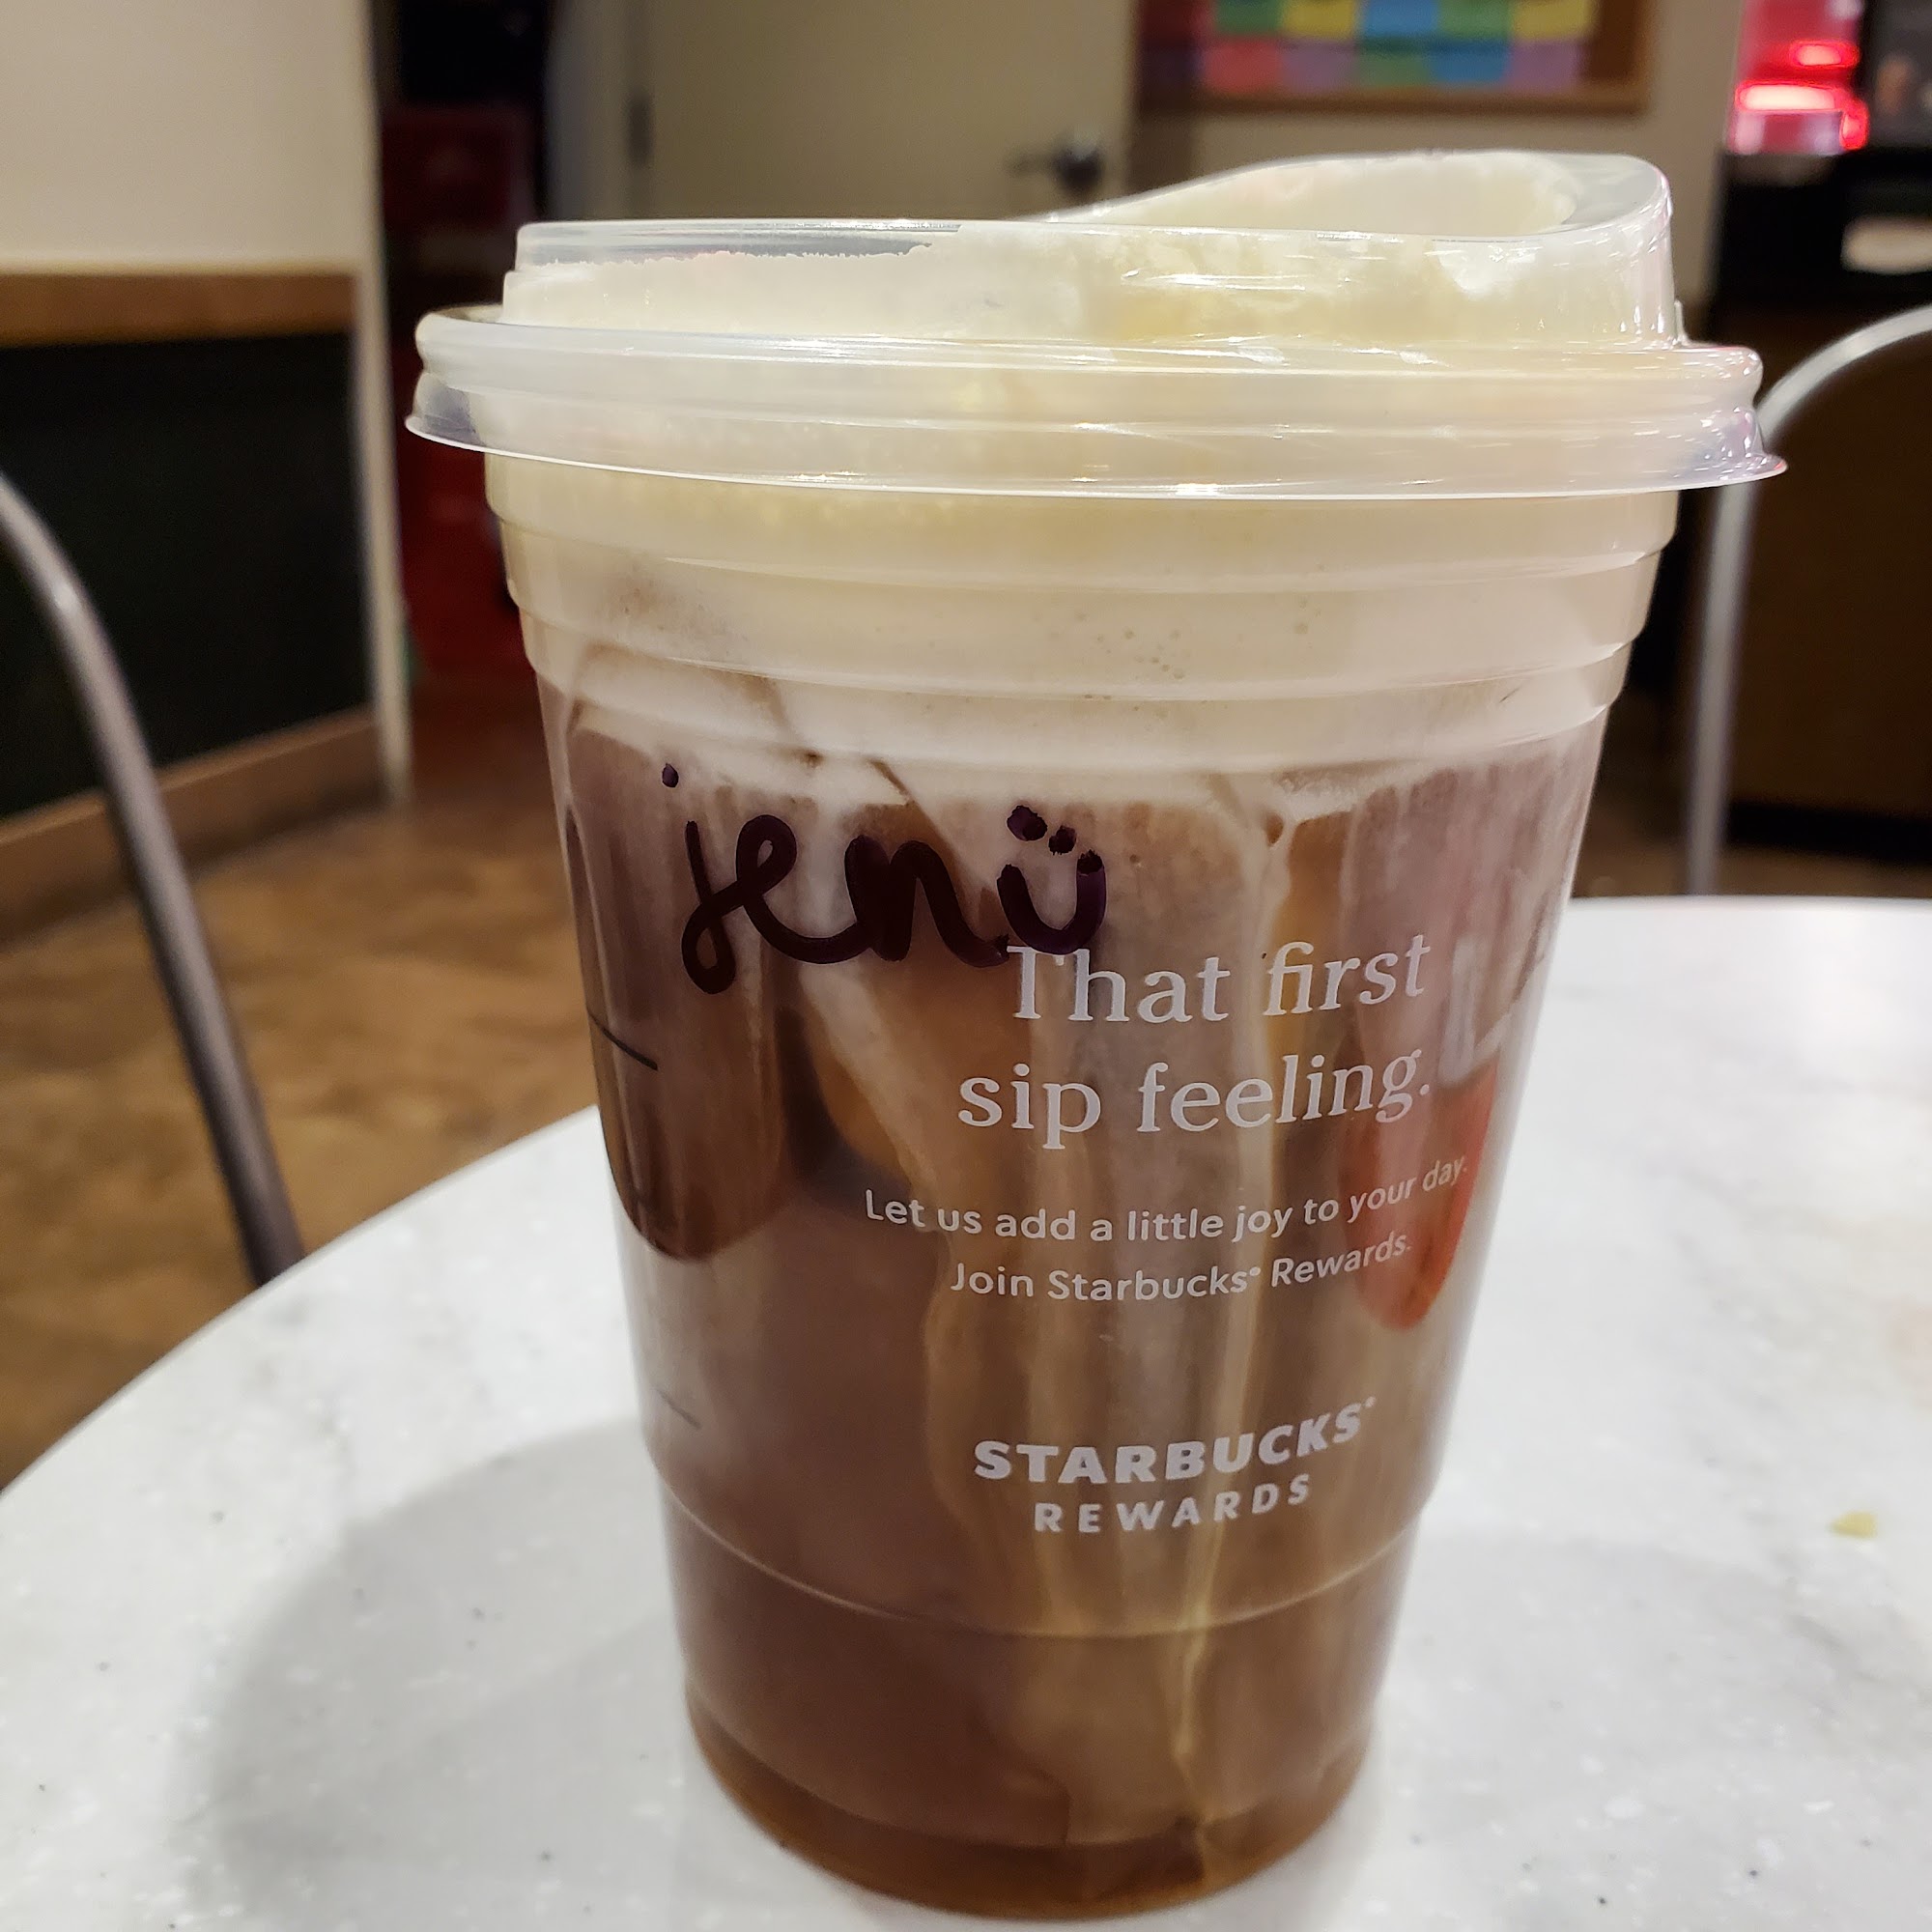 jenü
That first
sip feeling.
Let us add a little joy to your day.
Join Starbucks® Rewards.
STARBUCKS®
REWARDS